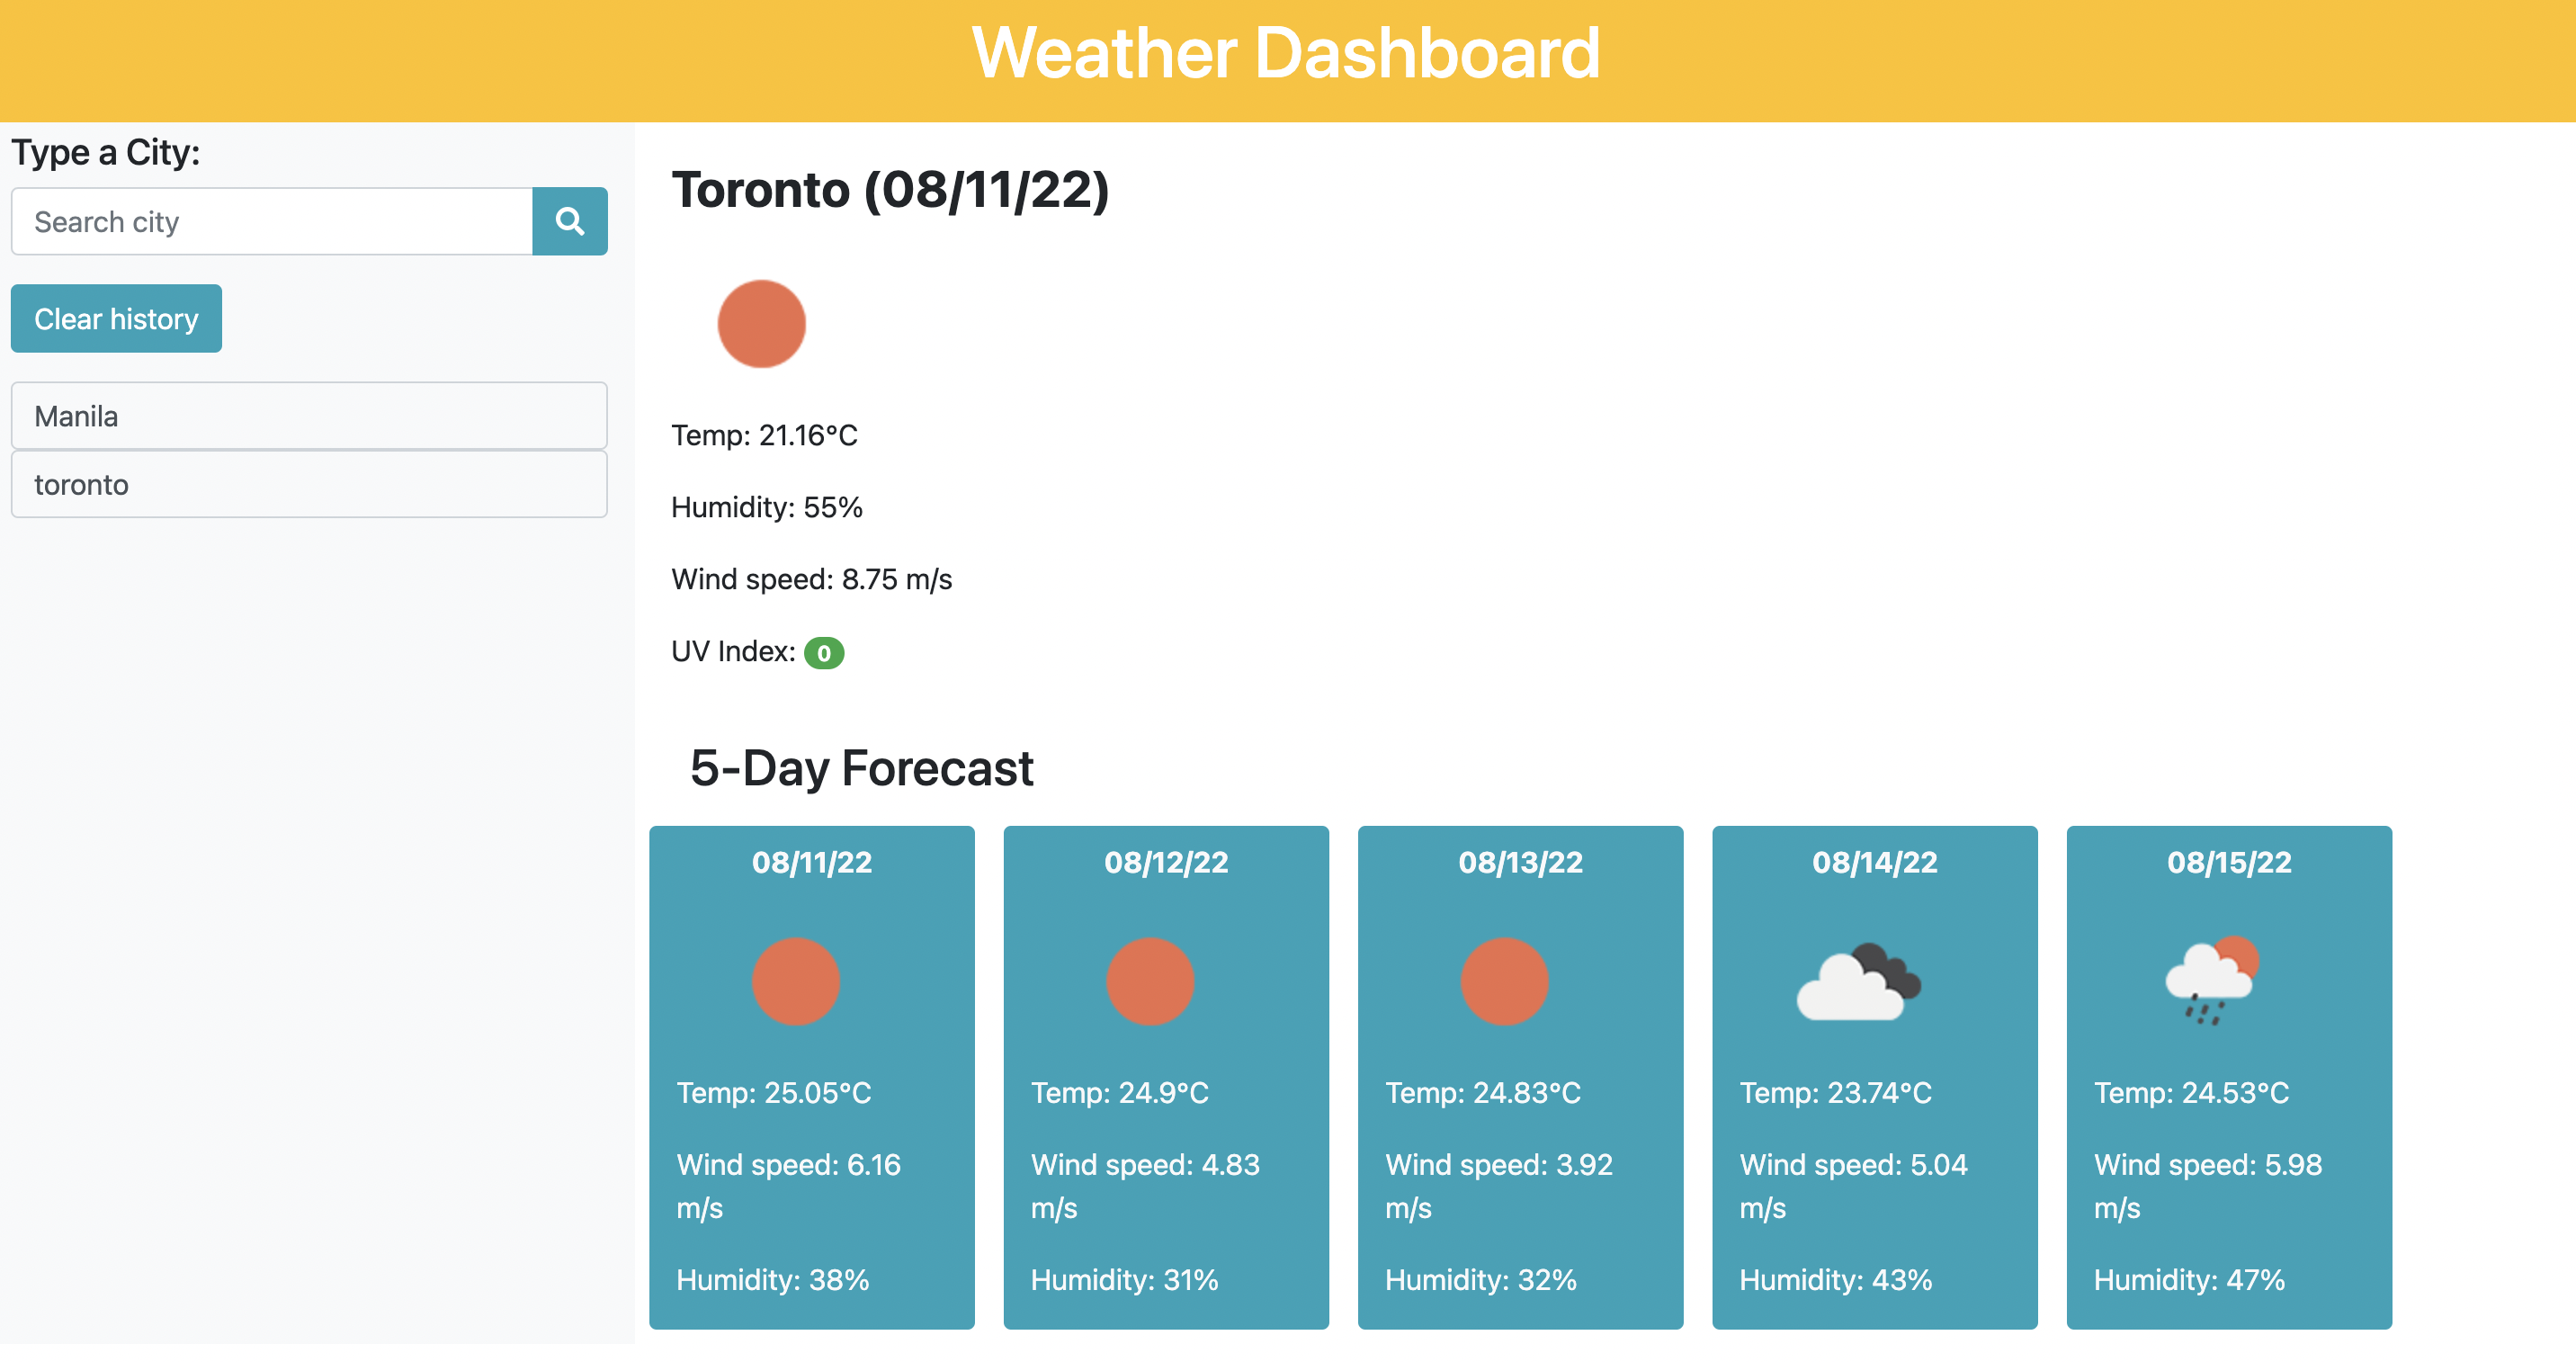 Weather Dashboard
Type a City:
Search city
Clear history
Manila
toronto
Toronto (08/11/22)
Temp: 21.16°C
Humidity: 55%
Wind speed: 8.75 m/s
UV Index: 0
5-Day Forecast
08/11/22
Temp: 25.05°C
Wind speed: 6.16
m/s
Humidity: 38%
08/12/22
Temp: 24.9°C
Wind speed: 4.83
m/s
Humidity: 31%
08/13/22
Temp: 24.83°C
Wind speed: 3.92
m/s
Humidity: 32%
08/14/22
Temp: 23.74°C
Wind speed: 5.04
m/s
Humidity: 43%
08/15/22
Temp: 24.53°C
Wind speed: 5.98
m/s
Humidity: 47%